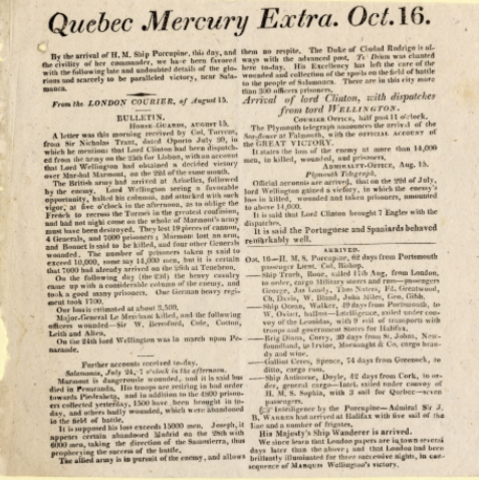 Quebec Mercury Extra. Oct. 16.
By the arrival of H. M. Ship Porcupine, this day, and
the civility of her commander, we have been favored
with the following late and undoubted details of the glo-
rious and scarcely to be paralleled victory, near Sala-
manca.
From the LONDON COURIER, of August 15.
BULLETIN.
HORSE GUARDS, AUGUST 15.
A letter was this morning received by Col. Torrens,
from Sir Nicholas Trant, dated Oporto July 26, in
which he mentions that Lord Clinton had been dispatch-
ed from the army on the 25th for Lisbon, with an account
that Lord Wellington had obtained a decided victory
over Marshal Marmont, on the 22d of the same month.
The British army had arrived at Ariselles, followed
by the enemy. Lord Wellington seeing a favorable
opportunity, halted his columns, and attacked with such
vigor, at five o'clock in the afternoon, as to oblige the
French to recross the Tormes in the greatest confusion,
and had not night come on the whole of Marmont's army
must have been destroyed. They lost 19 pieces of cannon,
4 Generals, and 7000 prisoners; Marmont lost an arm,
and Bonnet is said to be killed, and four other Generals
wounded. The number of prisoners taken is said to
exceed 10,000, some say 14,000 men, but it is certain
that 7000 had already arrived on the 25th at
On the following day (the 23d) the heavy cavalry
came up with a considerable column of the enemy, and
took a good many prisoners. Our German heavy regi-
ment took 1700.
Our loss is estimated at about 3,500.
Major-General Le Merchant killed, and the following
officers wounded—Sir W. Beresford, Cole, Cotton,
Leith and Allen.
On the 24th lord Wellington was in march upon Pe-
naranda.
Further accounts received to-day.
Salamanca, July 24, 7 o'clock in the afternoon.
Marmont is dangerously wounded, and it is said has
died in Penaranda, His troops are retiring in bad order
towards Piedrahita, and in addition to the 4800 prison-
ers collected yesterday, 1500 have been brought in to-
day, and others badly wounded, which were abandoned
in the field of battle.
It is supposed his loss exceeds 15000 men. Joseph, it
appears certain abandoned Madrid on the 20th with
6000 men, taking the direction of the Samosierra, thus
prophecying the success of the battle.
The allied army is in pursuit of the enemy, and allows
them no respite. The Duke of Ciudad Rodrigo is al-
ways with the advanced post, Te Deum was chanted
here to-day. His Excellency has left the care of the
wounded and collection of the spoils on the field of battle
to the people of Salamanca. There are in this city more
than 300 officers prisoners.
Arrival of lord Clinton, with dispatches
from lord WELLINGTON.
COURIER OFFICE, half past 11 o'clock.
The Plymouth telegraph announces the arrival of the
Sea-flower at Falmouth, with the OFFICIAL ACCOUNT of
the GREAT VICTORY.
It states the loss of the enemy at more than 14,000
men, in killed, wounded, and prisoners.
ADMIRALTY-OFFICE, Aug. 15.
Plymouth Telegraph.
Official accounts are arrived, that on the 22d of July,
lord Wellington gained a victory, in which the enemy's
loss in killed, wounded and taken prisoners, amounted
to above 14,000.
It is said that Lord Clinton brought 7 Eagles with the
dispatches.
It is said the Portuguese and Spaniards behaved
remarkably well.
ARRIVED.
Oct. 16—H. M. S. Porcupine, 62 days from Portsmouth
passenger Lieut. Col. Bishop.
—Ship Truth, Hour, sailed 11th Aug, from London,
to order, cargo Military stores and rum—passengers
George, Jas Lundy, Thos Sisters, Pd. Gentward,
Ch. Davis, W. Bland, John Miles, Geo. Gibb.
—Ship Ocean, Walker, 49 days from Portsmouth, to
W. Oviatt, ballast—Intelligence, sailed under con-
voy of the Leonidas, with 9 sail of transports with
troops and government stores for Halifax.
—Brig Diana, Corry, 39 days from St. Johns, New-
foundland, to Irvine, Mcnought & Co. cargo bran-
dy and wine.
—Galliot Ceres, Spence, 74 days from Greenock, to
ditto, cargo rum.
—Ship Antisene, Doyle, 42 days from Cork, to or-
der, general cargo—Intel. sailed under convoy of
H. M. S. Sophia, with 3 sail for Quebec—seven
passengers.
Intelligence by the Porcupine—Admiral Sir J.
B. WARREN had arrived at Halifax with five sail of the
Line and a number of frigates.
His Majesty's Ship Wanderer is arrived.
We since learn that London papers are in town several
days later than the above; and that London had been
brilliantly illuminated for three successive nights, in con-
sequence of MARQUIS Wellington's victory.